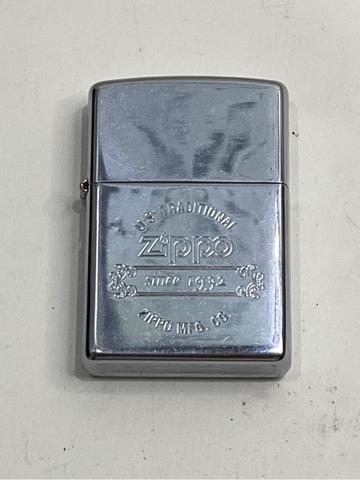 U.S. TRADITIONAL
Zippo
SINCE 1932
ZIPPO MFG. CO.